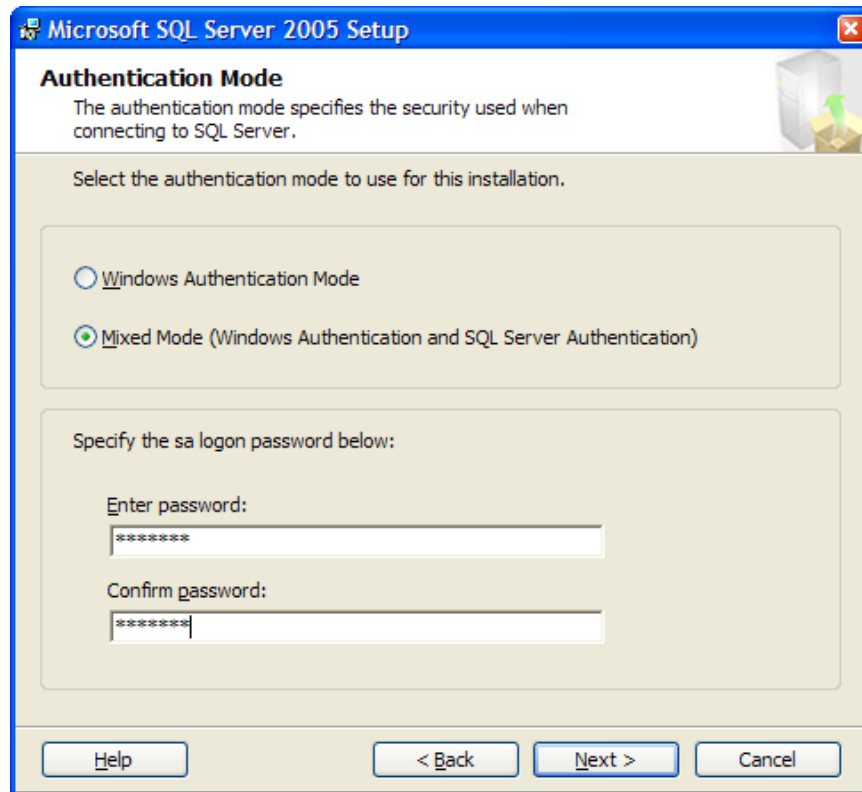 Microsoft SQL Server 2005 Setup
Authentication Mode
The authentication mode specifies the security used when
connecting to SQL Server.
Select the authentication mode to use for this installation.
Windows Authentication Mode
Mixed Mode (Windows Authentication and SQL Server Authentication)
Specify the sa logon password below:
Enter password:
*******
Confirm password:
*******
Help
< Back
Next >
Cancel